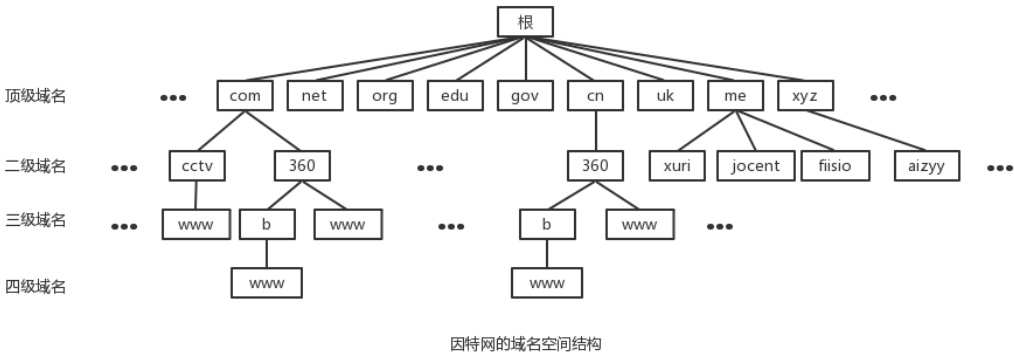 根
顶级域名 ••• com net org edu gov cn uk me xyz •••
二级域名 ••• cctv 360 ••• 360 xuri jocent fiisio aizyy •••
三级域名 ••• www b www ••• b www •••
四级域名 www www
因特网的域名空间结构